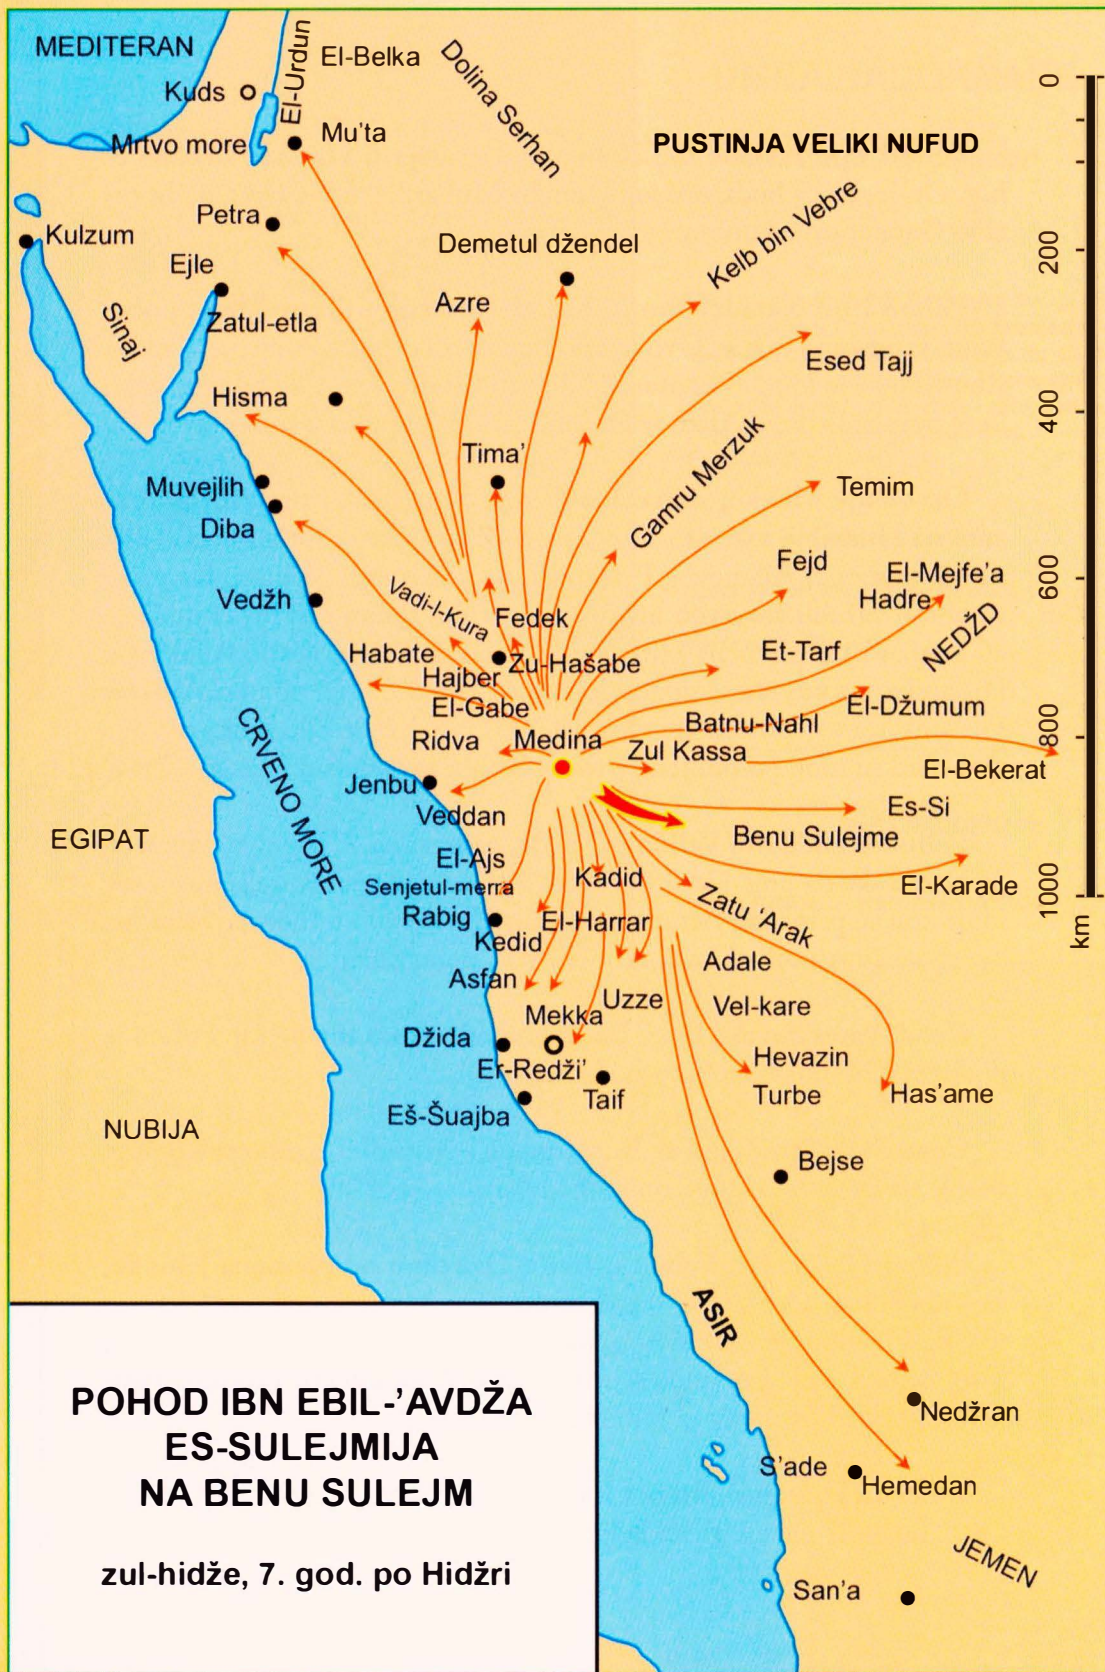 MEDITERAN
El-Urdun
El-Belka
Dolina Serhan
Kuds
Mrtvo more
Mu'ta
PUSTINJA VELIKI NUFUD
0
200
400
600
800
1000
km
Petra
Kulzum
Ejle
Zatul-etla
Sinaj
Demetul džendel
Kelb bin Vebre
Azre
Esed Tajj
Hisma
Tima'
Gamru Merzuk
Temim
Muvejlih
Diba
Fejd
El-Mejfe'a
Hadre
NEDŽD
Vedžh
Vadi-l-Kura
Fedek
Habate
Hajber
Zu-Hašabe
Et-Tarf
El-Gabe
El-Džumum
Batnu-Nahl
Ridva
Medina
Zul Kassa
El-Bekerat
CRVENO MORE
Jenbu
Veddan
Es-Si
Benu Sulejme
EGIPAT
El-Ajs
Senjetul-merra
Kadid
El-Karade
Rabig
El-Harrar
Zatu 'Arak
Kedid
Adale
Asfan
Uzze
Vel-kare
Mekka
Džida
Hevazin
Er-Redži'
Taif
Turbe
Has'ame
Eš-Šuajba
NUBIJA
Bejse
ASIR
Nedžran
S'ade
Hemedan
JEMEN
San'a
POHOD IBN EBIL-'AVDŽA
ES-SULEJMIJA
NA BENU SULEJM
zul-hidže, 7. god. po Hidžri